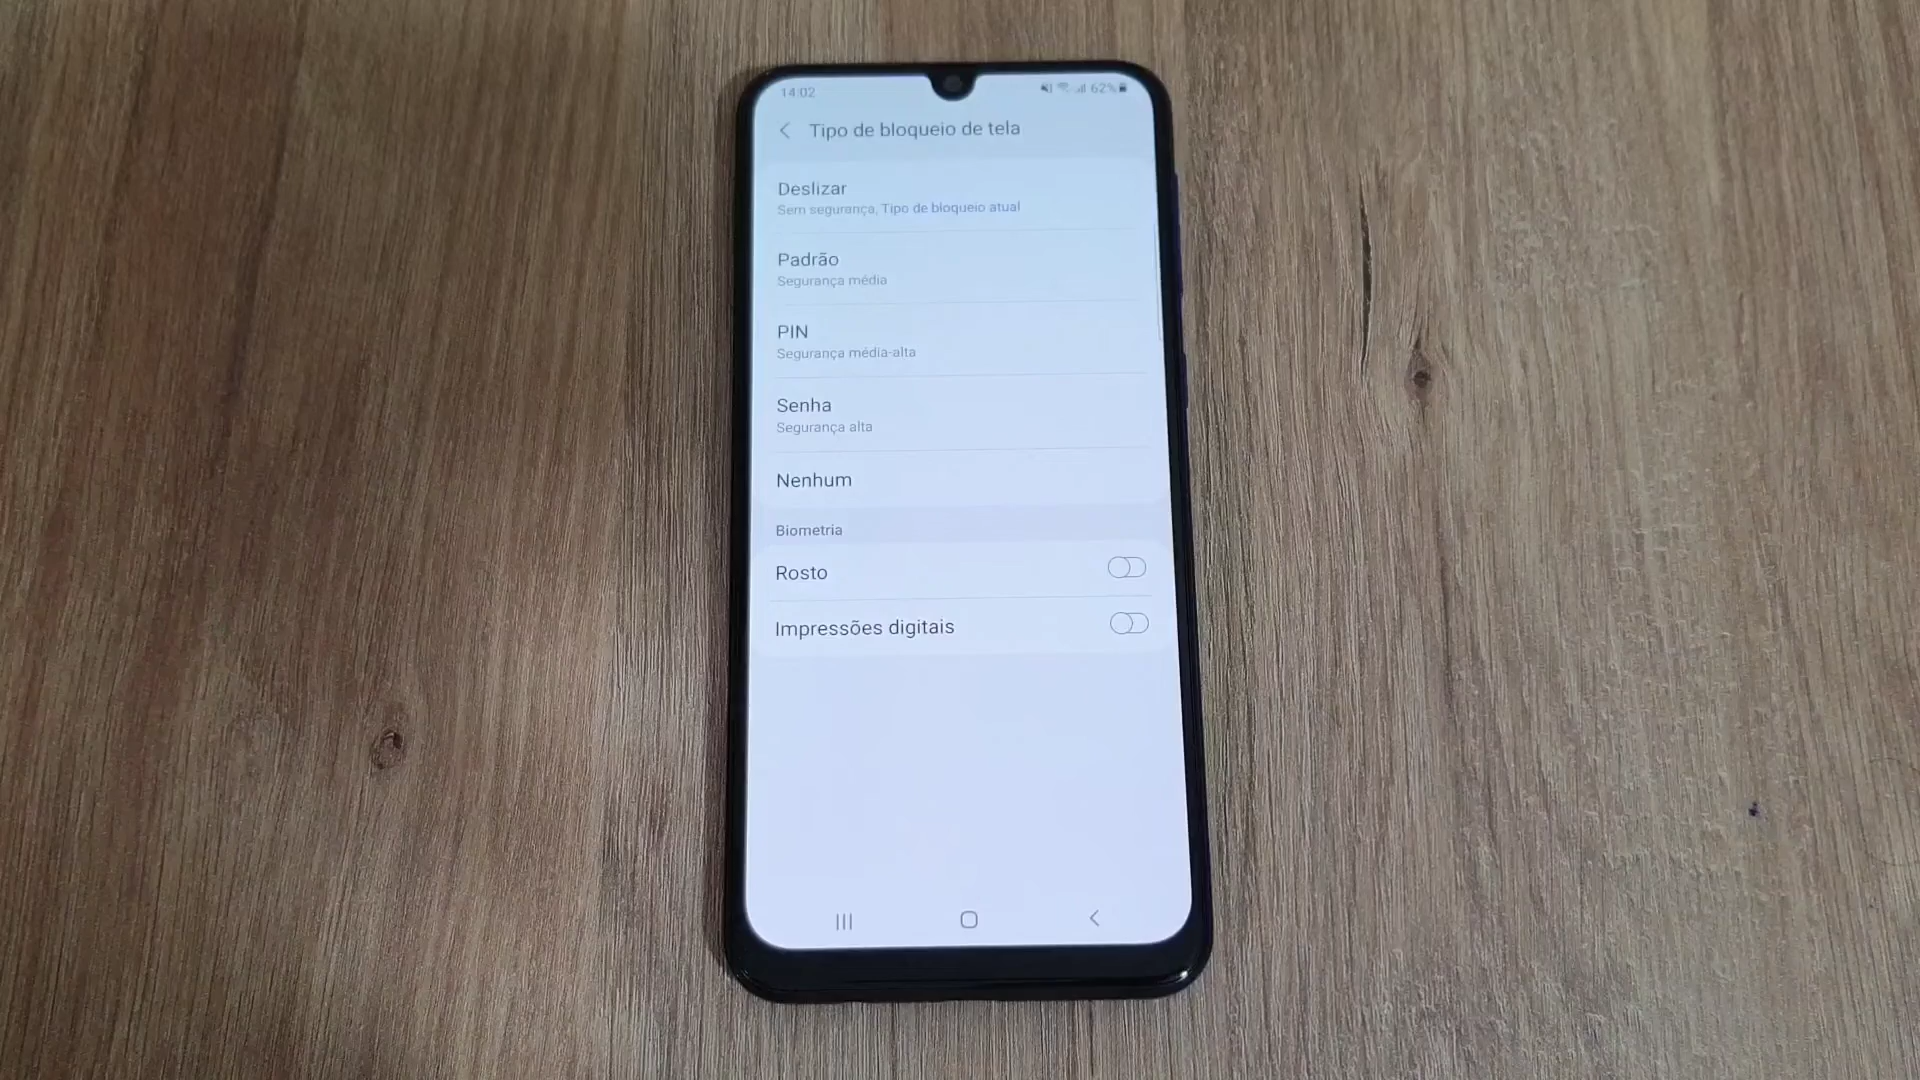 14:02
62%
Tipo de bloqueio de tela
Deslizar
Sem segurança, Tipo de bloqueio atual
Padrão
Segurança média
PIN
Segurança média-alta
Senha
Segurança alta
Nenhum
Biometria
Rosto
Impressões digitais